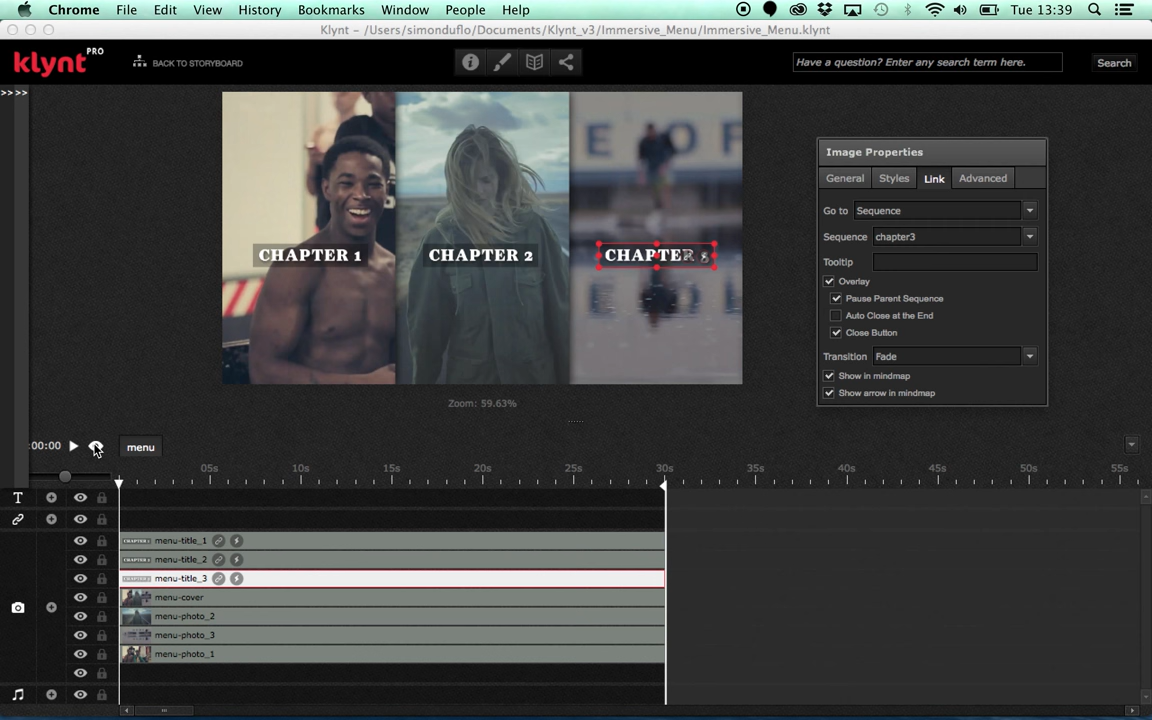 Chrome File Edit View History Bookmarks Window People Help Tue 13:39
Klynt – /Users/simonduflo/Documents/Klynt_v3/Immersive_Menu/Immersive_Menu.klynt
klynt PRO BACK TO STORYBOARD Have a question? Enter any search term here. Search
>>>>
E OF
CHAPTER 1 CHAPTER 2 CHAPTER
Zoom: 59.63%
Image Properties
General Styles Link Advanced
Go to Sequence
Sequence chapter3
Tooltip
Overlay
Pause Parent Sequence
Auto Close at the End
Close Button
Transition Fade
Show in mindmap
Show arrow in mindmap
:00:00 menu
05s 10s 15s 20s 25s 30s 35s 40s 45s 50s 55s
T
menu-title_1
menu-title_2
menu-title_3
menu-cover
menu-photo_2
menu-photo_3
menu-photo_1